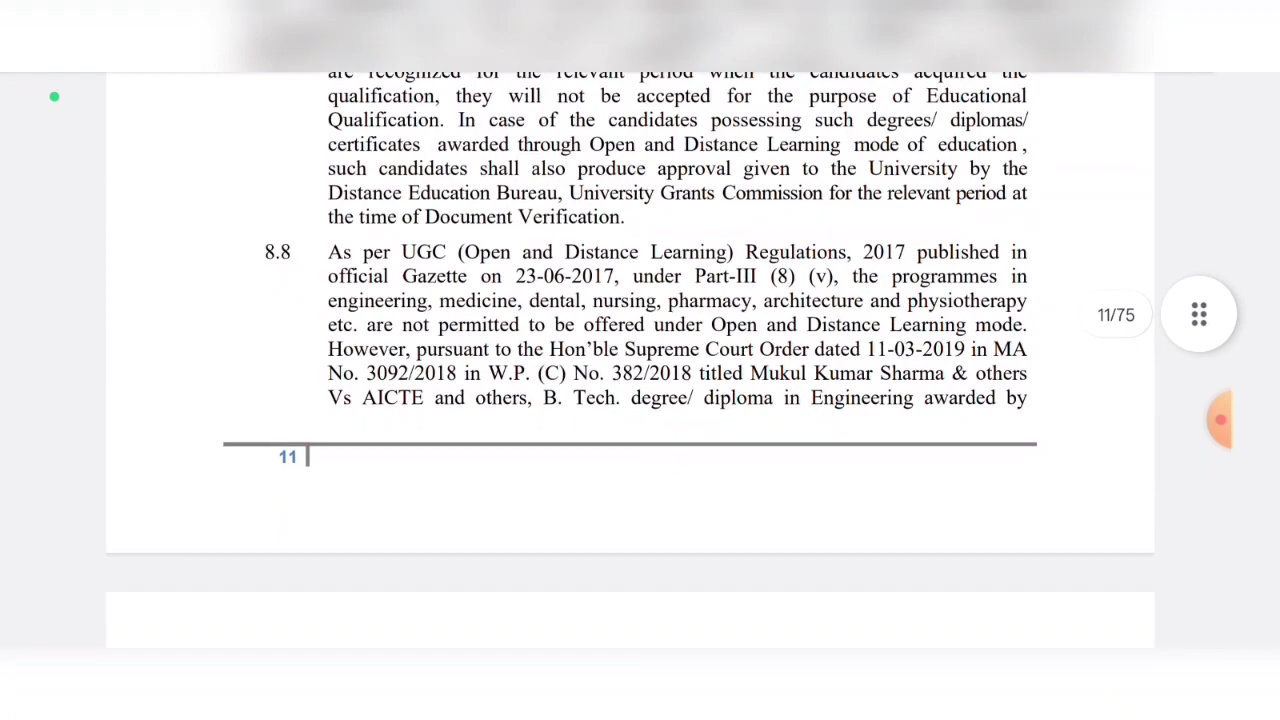 are recognized for the relevant period when the candidates acquired the
qualification, they will not be accepted for the purpose of Educational
Qualification. In case of the candidates possessing such degrees/ diplomas/
certificates awarded through Open and Distance Learning mode of education ,
such candidates shall also produce approval given to the University by the
Distance Education Bureau, University Grants Commission for the relevant period at
the time of Document Verification.
8.8 As per UGC (Open and Distance Learning) Regulations, 2017 published in
official Gazette on 23-06-2017, under Part-III (8) (v), the programmes in
engineering, medicine, dental, nursing, pharmacy, architecture and physiotherapy
etc. are not permitted to be offered under Open and Distance Learning mode.
However, pursuant to the Hon’ble Supreme Court Order dated 11-03-2019 in MA
No. 3092/2018 in W.P. (C) No. 382/2018 titled Mukul Kumar Sharma & others
Vs AICTE and others, B. Tech. degree/ diploma in Engineering awarded by
11
11/75